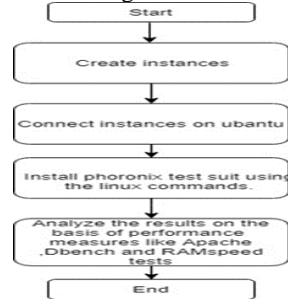 Start
Create instances
Connect instances on ubantu
Install phoronix test suit using
the linux commands.
Analyze the results on the
basis of performance
measures like Apache
,Dbench and RAMspeed
tests
End